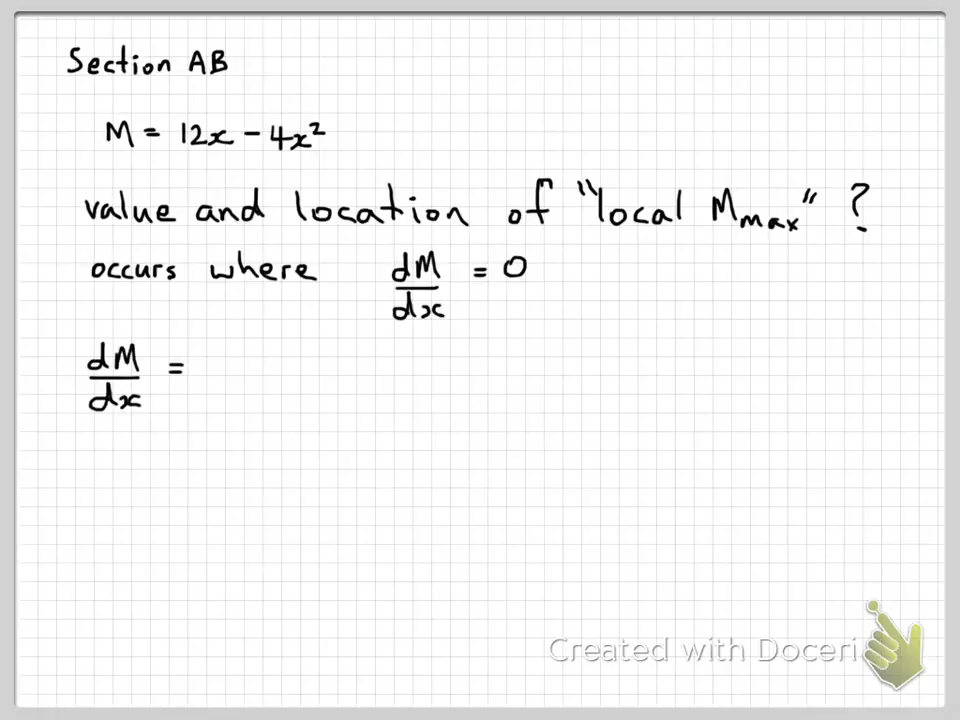 Section AB
M = 12x - 4x²
value and location of "local Mmax" ?
occurs where dM/dx = 0
dM/dx =
Created with Doceri